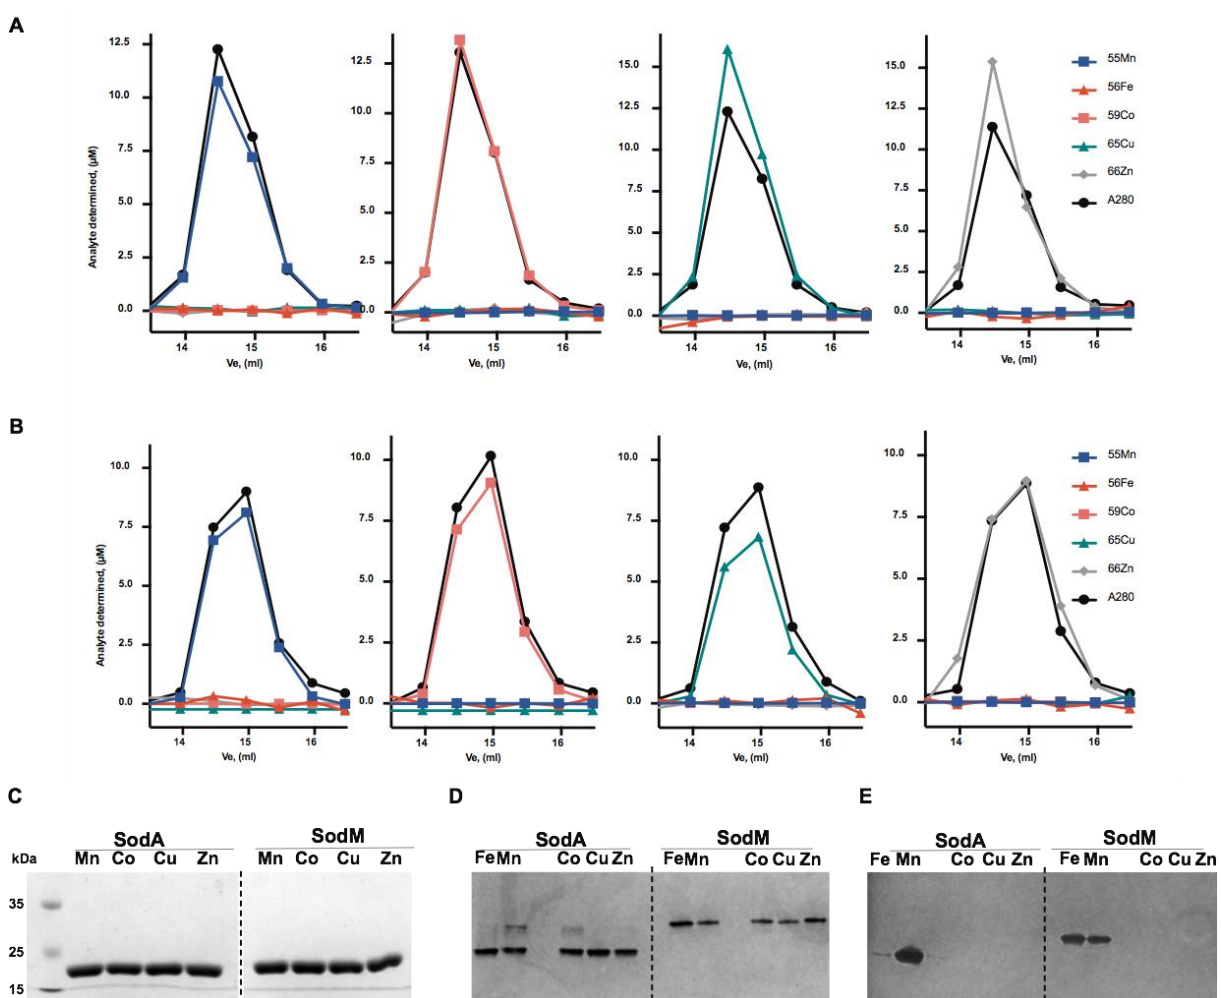 A
12.5
10.0
7.5
5.0
2.5
0.0
Analyte determined, (µM)
14 15 16
Ve, (ml)
12.5
10.0
7.5
5.0
2.5
0.0
14 15 16
Ve, (ml)
15.0
12.5
10.0
7.5
5.0
2.5
0.0
14 15 16
Ve, (ml)
15.0
12.5
10.0
7.5
5.0
2.5
0.0
14 15 16
Ve, (ml)
55Mn
56Fe
59Co
65Cu
66Zn
A280
B
10.0
7.5
5.0
2.5
0.0
Analyte determined, (µM)
14 15 16
Ve, (ml)
10.0
7.5
5.0
2.5
0.0
14 15 16
Ve, (ml)
10.0
7.5
5.0
2.5
0.0
14 15 16
Ve, (ml)
10.0
7.5
5.0
2.5
0.0
14 15 16
Ve, (ml)
55Mn
56Fe
59Co
65Cu
66Zn
A280
C
SodA SodM
kDa Mn Co Cu Zn Mn Co Cu Zn
35
25
15
D
SodA SodM
Fe Mn Co Cu Zn Fe Mn Co Cu Zn
E
SodA SodM
Fe Mn Co Cu Zn Fe Mn Co Cu Zn